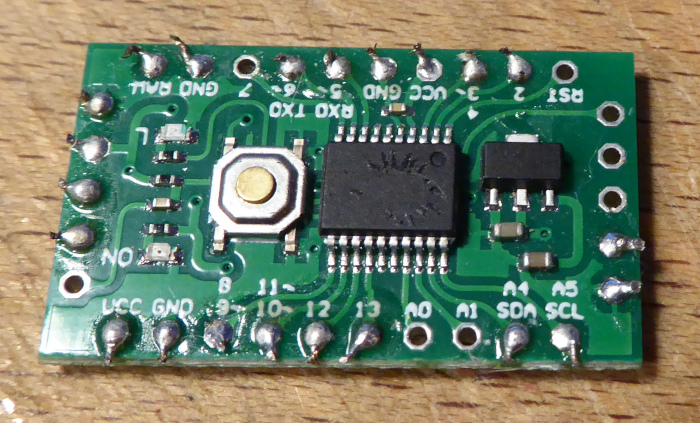 RST 2 3~ VCC GND 5~ 6~ 7 GND RAW
4 RXO TXO
L
ON
8 11~ A4 A5
VCC GND 9~ 10~ 12 13 A0 A1 SDA SCL